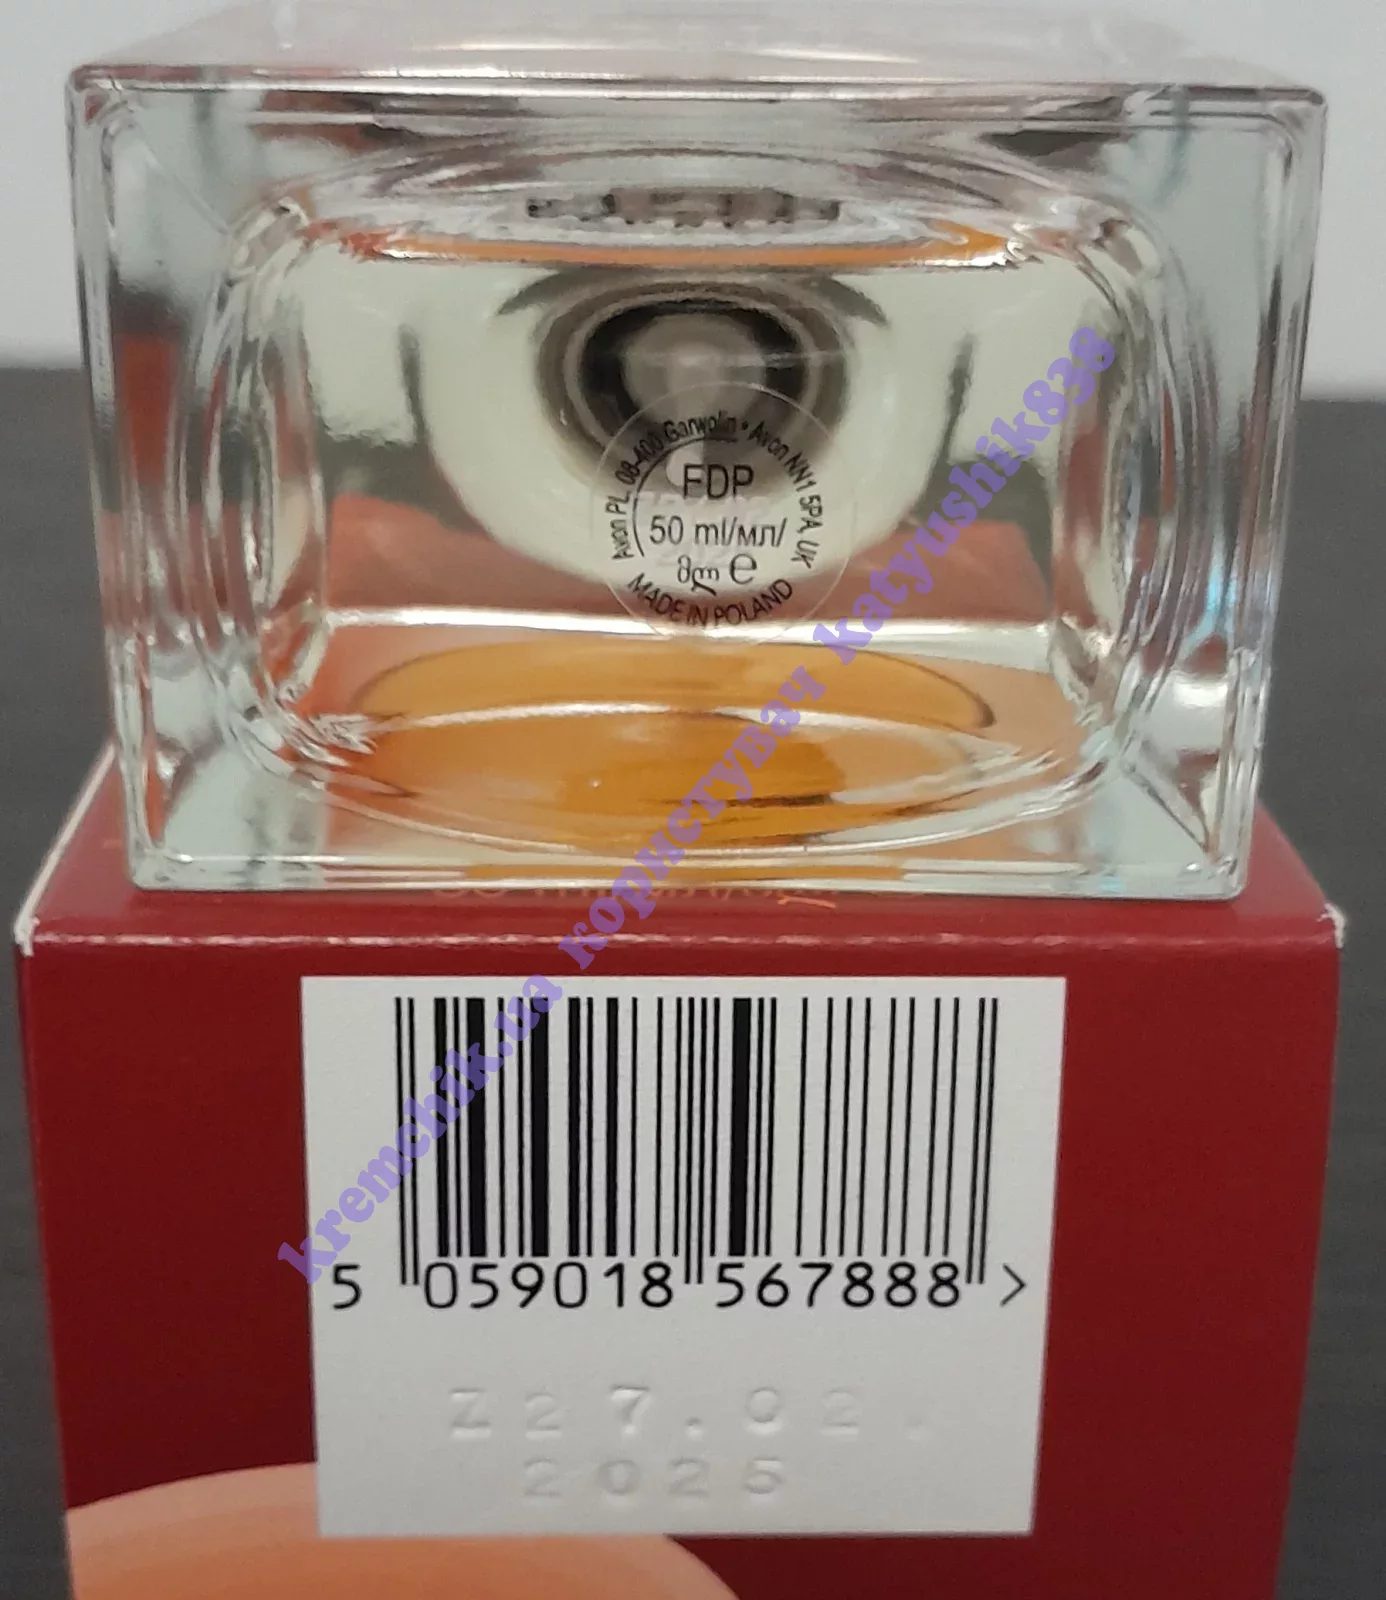 Avon PL, 08-400 Garwolin • Avon NN1 5PA, UK
EDP
50 ml/мл/
მლ e
MADE IN POLAND
kremchik.ua користувач katyushik838
5 059018 567888 >
Z27.02.
2025